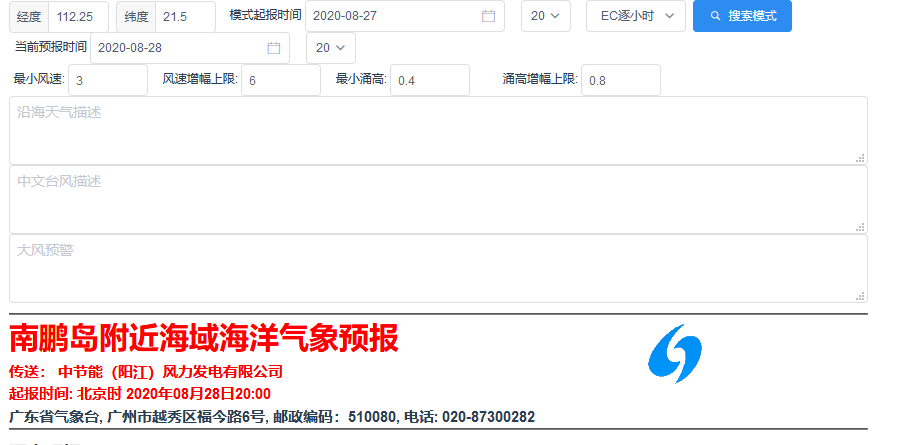 经度 112.25 纬度 21.5 模式起报时间 2020-08-27 20 EC逐小时 搜索模式
当前预报时间 2020-08-28 20
最小风速: 3 风速增幅上限: 6 最小涌高: 0.4 涌高增幅上限: 0.8
沿海天气描述
中文台风描述
大风预警
南鹏岛附近海域海洋气象预报
传送： 中节能（阳江）风力发电有限公司
起报时间: 北京时 2020年08月28日20:00
广东省气象台, 广州市越秀区福今路6号, 邮政编码：510080, 电话: 020-87300282